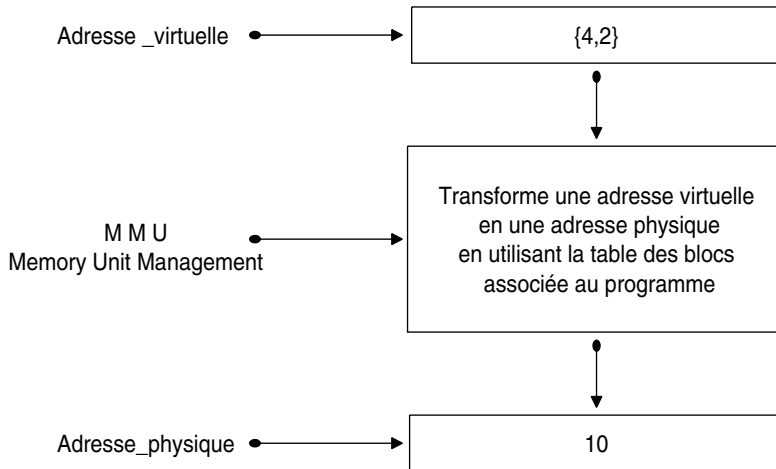 Adresse _virtuelle
{4,2}
M M U
Memory Unit Management
Transforme une adresse virtuelle
en une adresse physique
en utilisant la table des blocs
associée au programme
Adresse_physique
10